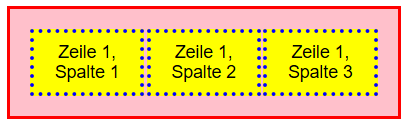 Zeile 1,
Spalte 1
Zeile 1,
Spalte 2
Zeile 1,
Spalte 3